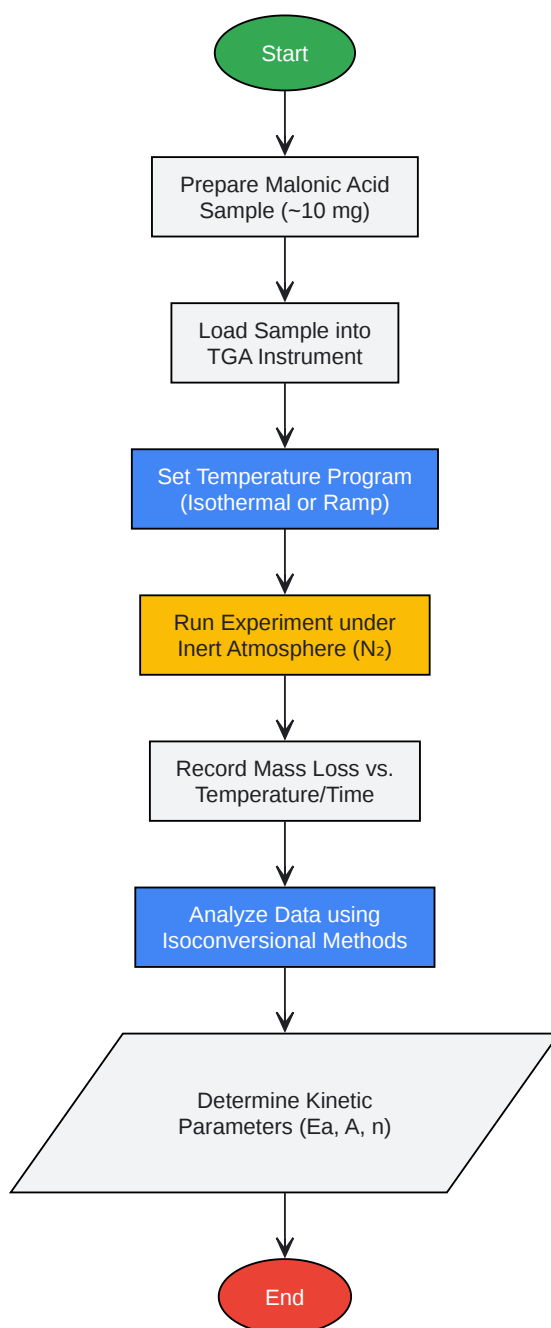 Start
Prepare Malonic Acid
Sample (~10 mg)
Load Sample into
TGA Instrument
Set Temperature Program
(Isothermal or Ramp)
Run Experiment under
Inert Atmosphere (N₂)
Record Mass Loss vs.
Temperature/Time
Analyze Data using
Isoconversional Methods
Determine Kinetic
Parameters (Ea, A, n)
End